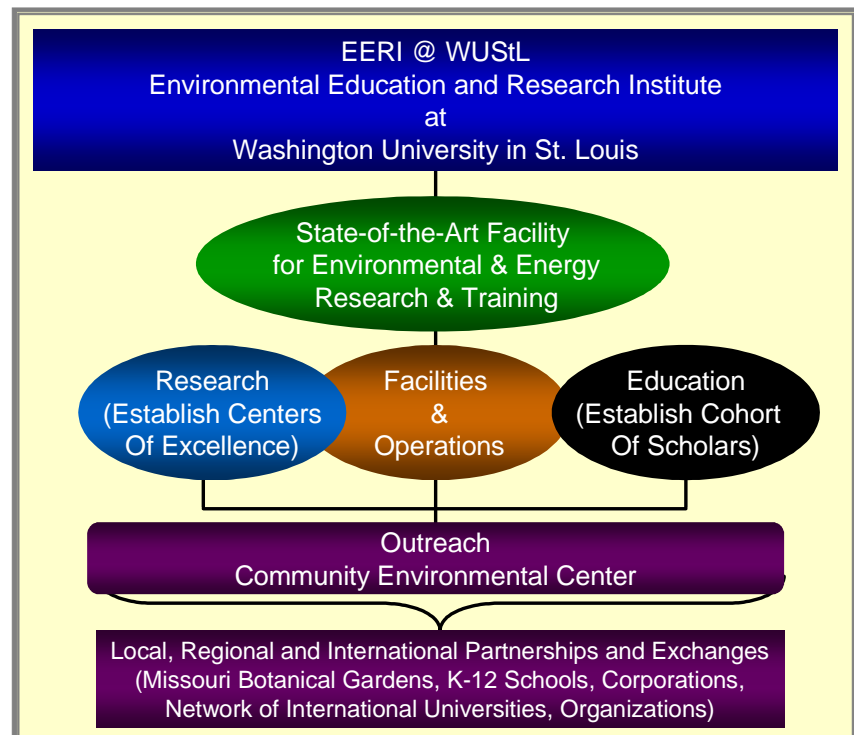 EERI @ WUStL
Environmental Education and Research Institute
at
Washington University in St. Louis
State-of-the-Art Facility
for Environmental & Energy
Research & Training
Research
(Establish Centers
Of Excellence)
Facilities
&
Operations
Education
(Establish Cohort
Of Scholars)
Outreach
Community Environmental Center
Local, Regional and International Partnerships and Exchanges
(Missouri Botanical Gardens, K-12 Schools, Corporations,
Network of International Universities, Organizations)